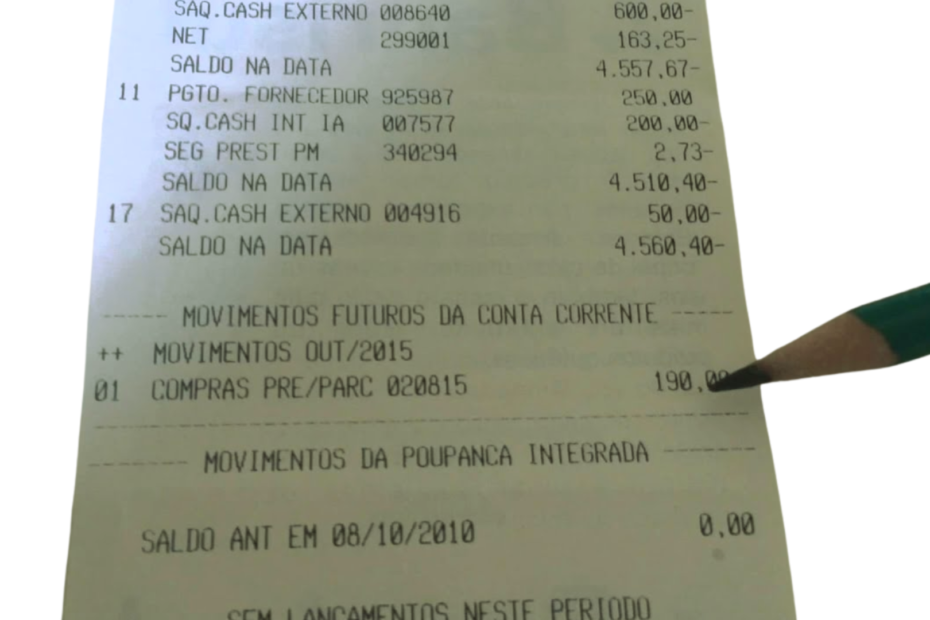 SAQ.CASH EXTERNO 008640 600,00-
NET 299001 163,25-
SALDO NA DATA 4.557,67-
11 PGTO. FORNECEDOR 925987 250,00
SQ.CASH INT IA 007577 200,00-
SEG PREST PM 340294 2,73-
SALDO NA DATA 4.510,40-
17 SAQ.CASH EXTERNO 004916 50,00-
SALDO NA DATA 4.560,40-
------ MOVIMENTOS FUTUROS DA CONTA CORRENTE ------
++ MOVIMENTOS OUT/2015
01 COMPRAS PRE/PARC 020815
-------- MOVIMENTOS DA POUPANCA INTEGRADA --------
SALDO ANT EM 08/10/2010 0,00
SEM LANCAMENTOS NESTE PERIODO